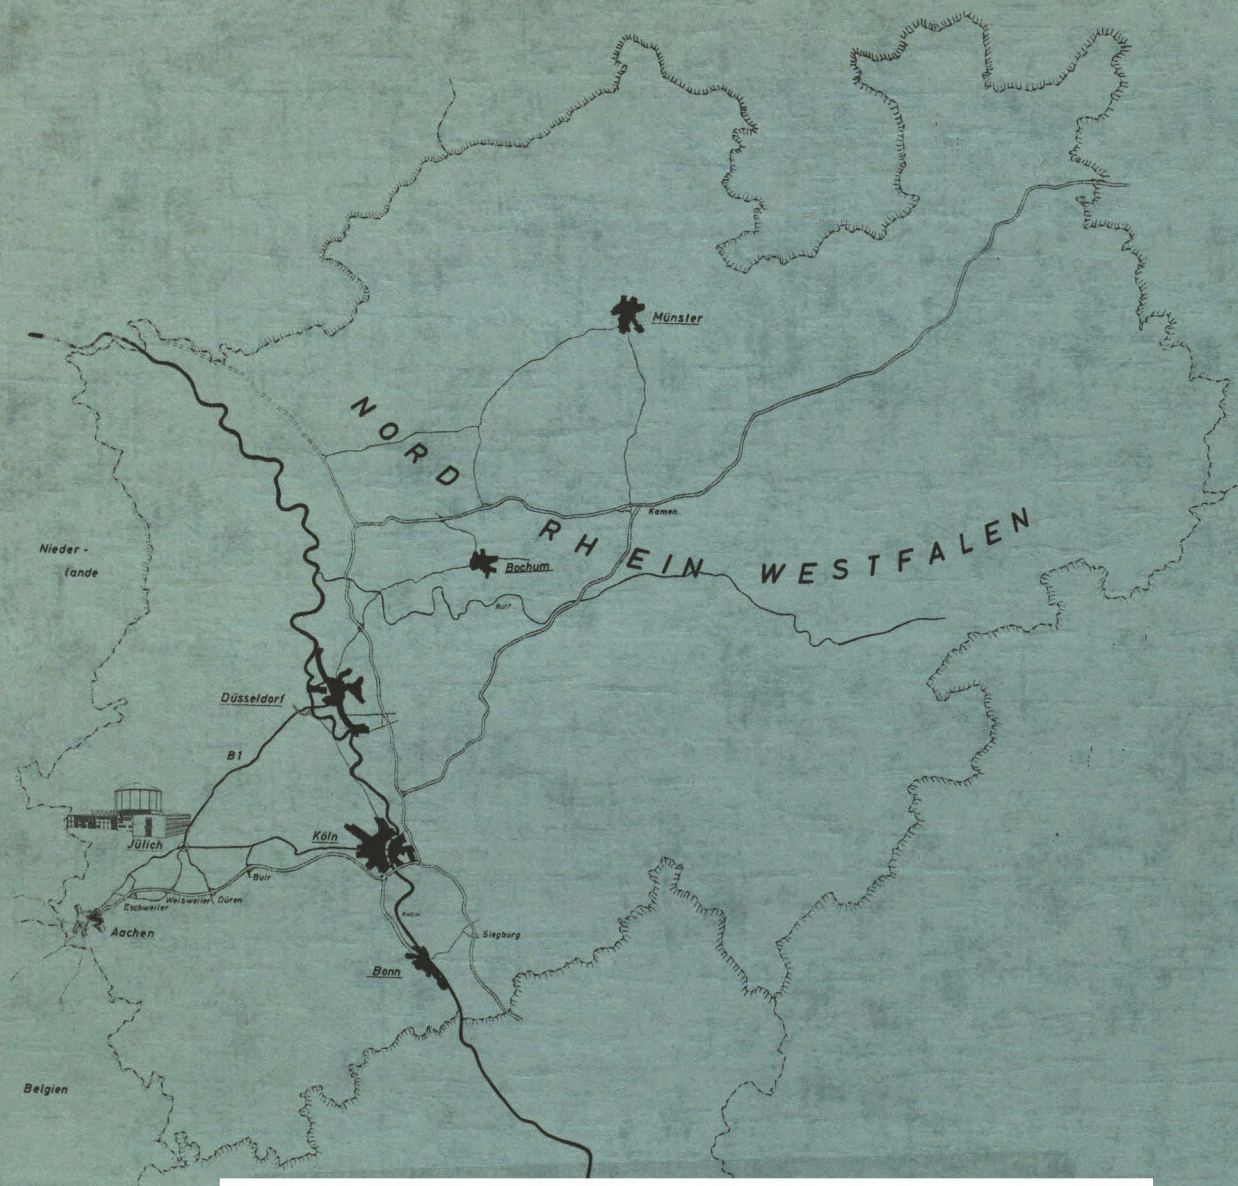 Münster
NORD
RHEIN WESTFALEN
Kamen
Nieder -
lande
Bochum
Ruhr
Düsseldorf
B1
Jülich
Köln
Buir
Eschweiler
Weisweiler
Düren
Aachen
Rhein
Siegburg
Bonn
Belgien